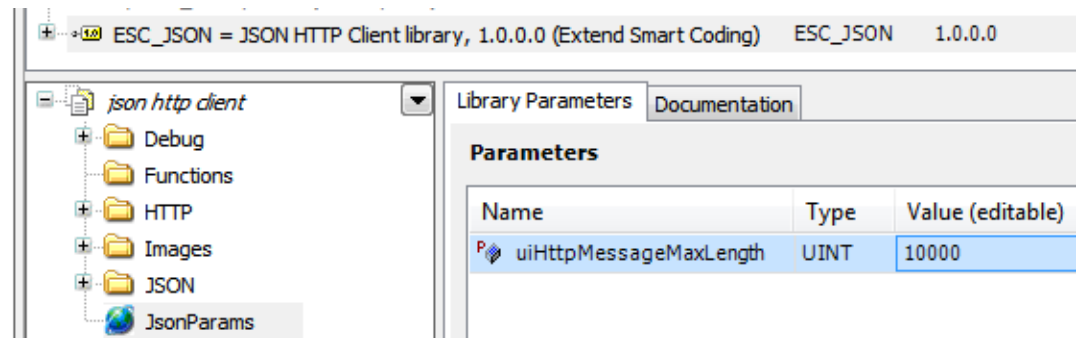 ESC_JSON = JSON HTTP Client library, 1.0.0.0 (Extend Smart Coding) ESC_JSON 1.0.0.0
json http client
Debug
Functions
HTTP
Images
JSON
JsonParams
Library Parameters Documentation
Parameters
Name Type Value (editable)
uiHttpMessageMaxLength UINT 10000